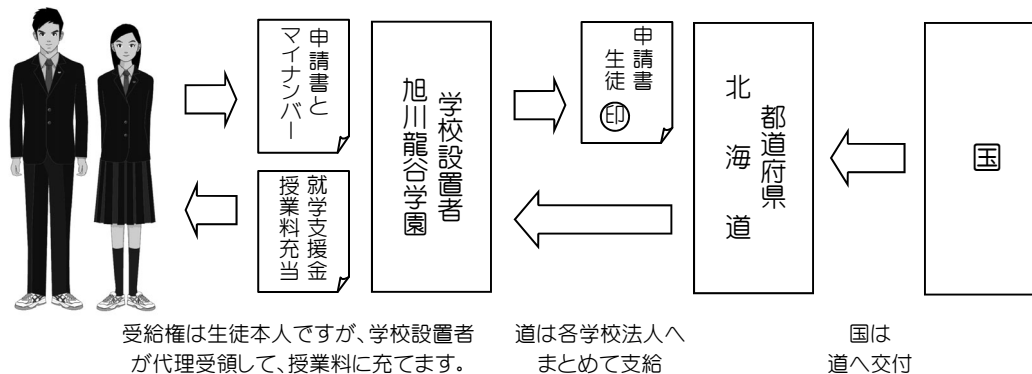 申請書と
マイナンバー
就学支援金
授業料充当
学校設置者
旭川龍谷学園
申請書
生徒 印
都道府県
北海道
国
受給権は生徒本人ですが、学校設置者
が代理受領して、授業料に充てます。
道は各学校法人へ
まとめて支給
国は
道へ交付